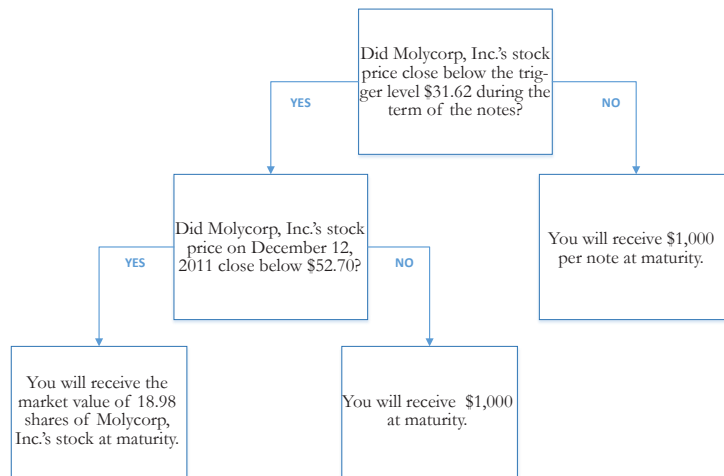 Did Molycorp, Inc.'s stock
price close below the trig-
ger level $31.62 during the
term of the notes?
YES
NO
Did Molycorp, Inc.'s stock
price on December 12,
2011 close below $52.70?
You will receive $1,000
per note at maturity.
YES
NO
You will receive the
market value of 18.98
shares of Molycorp,
Inc.'s stock at maturity.
You will receive $1,000
at maturity.